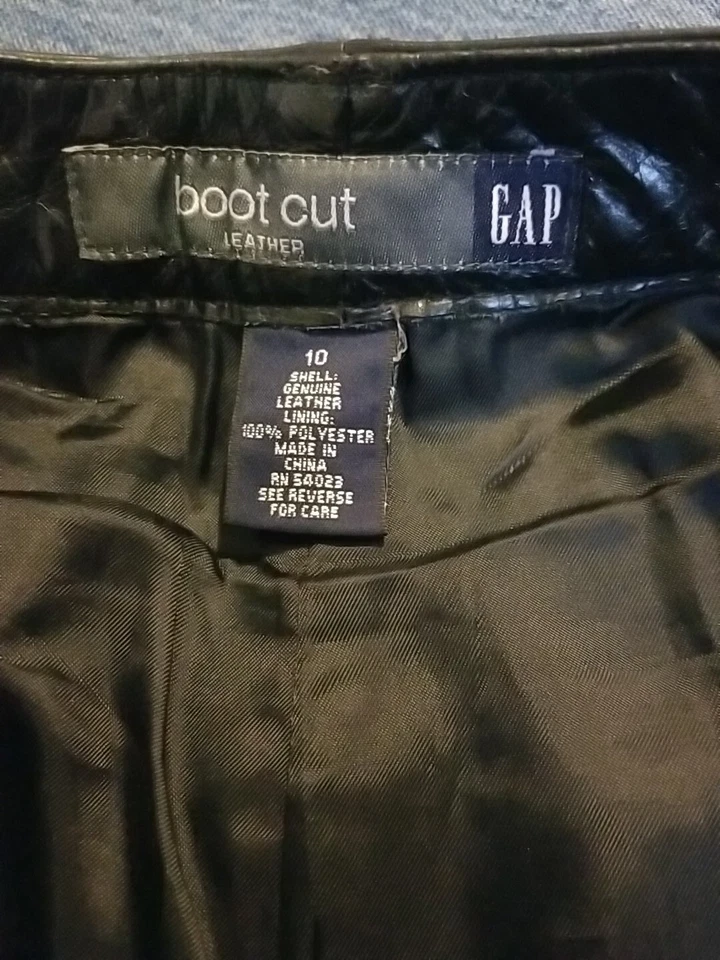 boot cut
LEATHER
GAP
10
SHELL:
GENUINE
LEATHER
LINING:
100% POLYESTER
MADE IN
CHINA
RN 54023
SEE REVERSE
FOR CARE